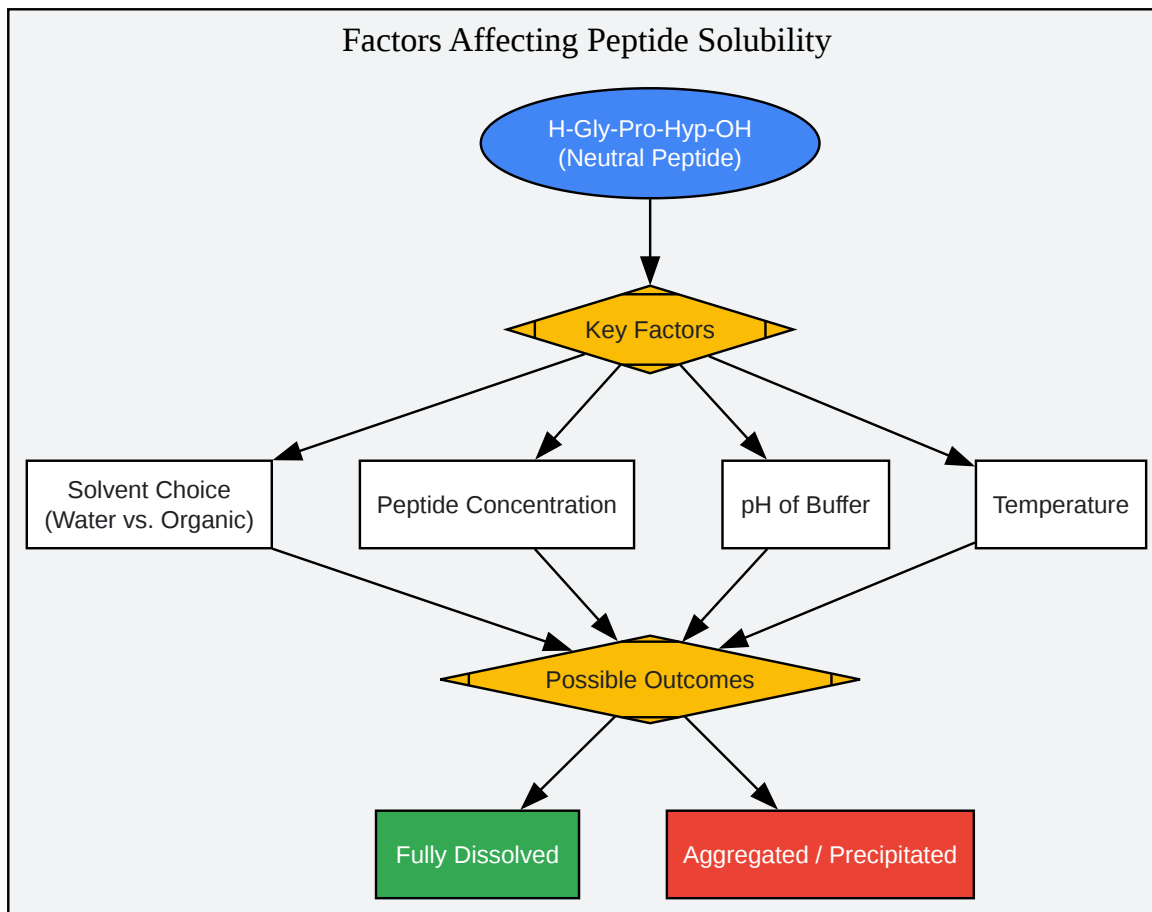 Factors Affecting Peptide Solubility
H-Gly-Pro-Hyp-OH
(Neutral Peptide)
Key Factors
Solvent Choice
(Water vs. Organic)
Peptide Concentration
pH of Buffer
Temperature
Possible Outcomes
Fully Dissolved
Aggregated / Precipitated